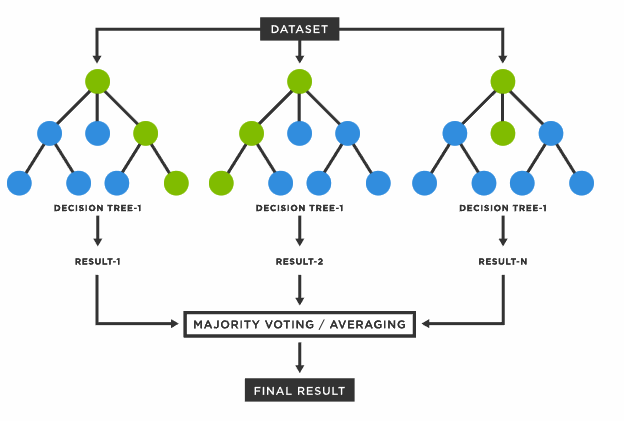 DATASET
DECISION TREE-1
DECISION TREE-1
DECISION TREE-1
RESULT-1
RESULT-2
RESULT-N
MAJORITY VOTING / AVERAGING
FINAL RESULT